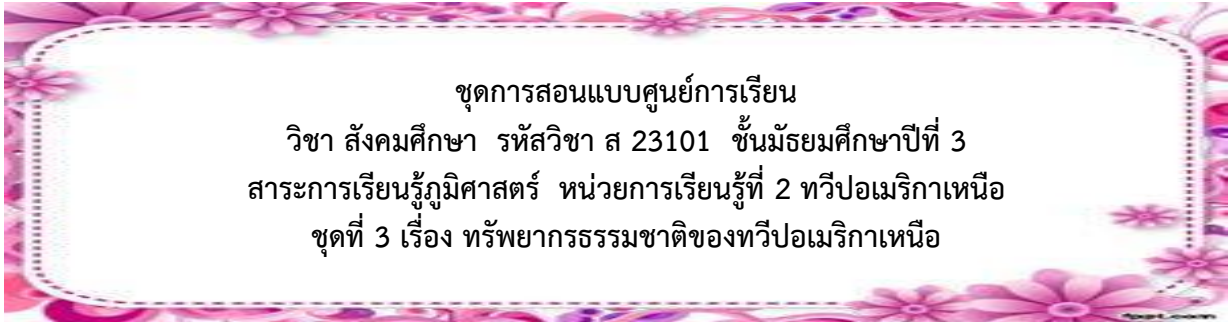 ชุดการสอนแบบศูนย์การเรียน
วิชา สังคมศึกษา รหัสวิชา ส 23101 ชั้นมัธยมศึกษาปีที่ 3
สาระการเรียนรู้ภูมิศาสตร์ หน่วยการเรียนรู้ที่ 2 ทวีปอเมริกาเหนือ
ชุดที่ 3 เรื่อง ทรัพยากรธรรมชาติของทวีปอเมริกาเหนือ